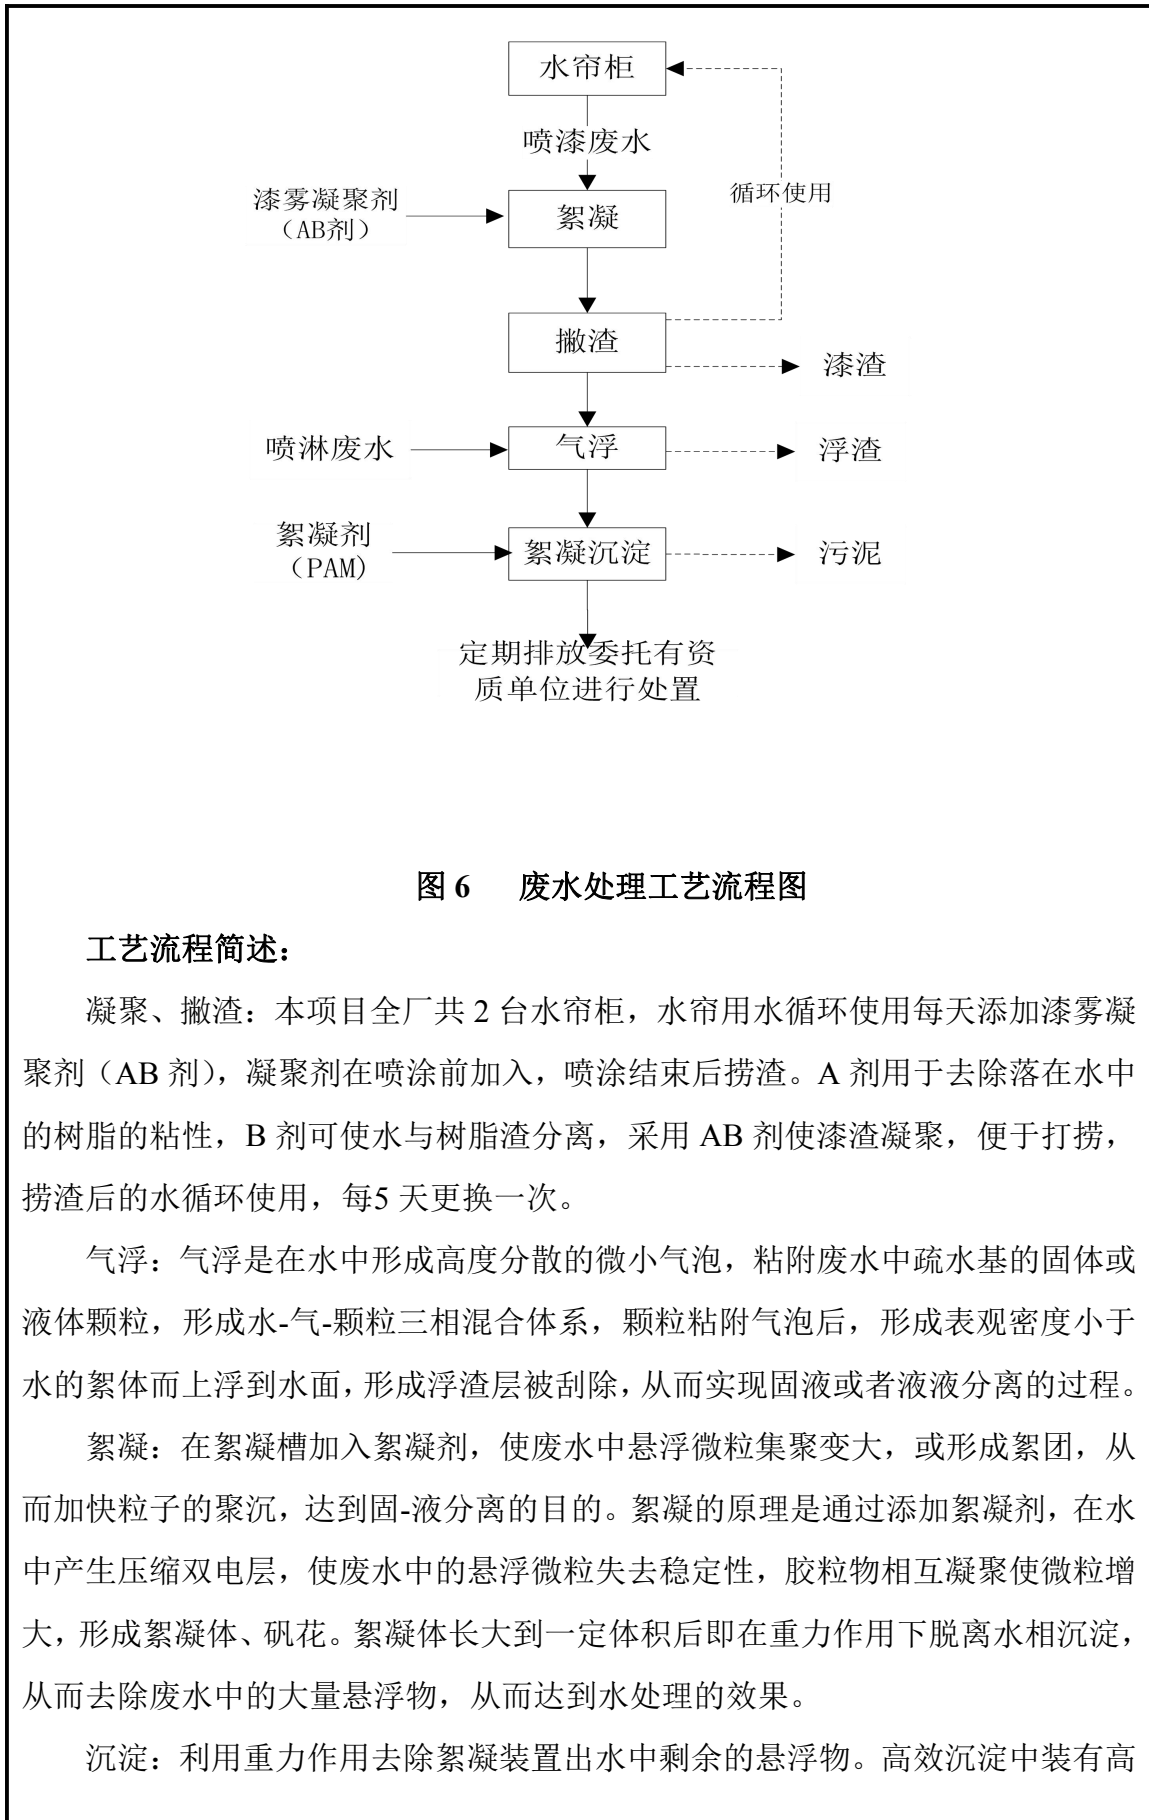 水帘柜
喷漆废水
循环使用
漆雾凝聚剂
（AB剂）
絮凝
撇渣
漆渣
喷淋废水
气浮
浮渣
絮凝剂
（PAM）
絮凝沉淀
污泥
定期排放委托有资
质单位进行处置
图 6 废水处理工艺流程图
工艺流程简述：
凝聚、撇渣：本项目全厂共 2 台水帘柜，水帘用水循环使用每天添加漆雾凝
聚剂（AB 剂），凝聚剂在喷涂前加入，喷涂结束后捞渣。A 剂用于去除落在水中
的树脂的粘性，B 剂可使水与树脂渣分离，采用 AB 剂使漆渣凝聚，便于打捞，
捞渣后的水循环使用，每5 天更换一次。
气浮：气浮是在水中形成高度分散的微小气泡，粘附废水中疏水基的固体或
液体颗粒，形成水-气-颗粒三相混合体系，颗粒粘附气泡后，形成表观密度小于
水的絮体而上浮到水面，形成浮渣层被刮除，从而实现固液或者液液分离的过程。
絮凝：在絮凝槽加入絮凝剂，使废水中悬浮微粒集聚变大，或形成絮团，从
而加快粒子的聚沉，达到固-液分离的目的。絮凝的原理是通过添加絮凝剂，在水
中产生压缩双电层，使废水中的悬浮微粒失去稳定性，胶粒物相互凝聚使微粒增
大，形成絮凝体、矾花。絮凝体长大到一定体积后即在重力作用下脱离水相沉淀，
从而去除废水中的大量悬浮物，从而达到水处理的效果。
沉淀：利用重力作用去除絮凝装置出水中剩余的悬浮物。高效沉淀中装有高